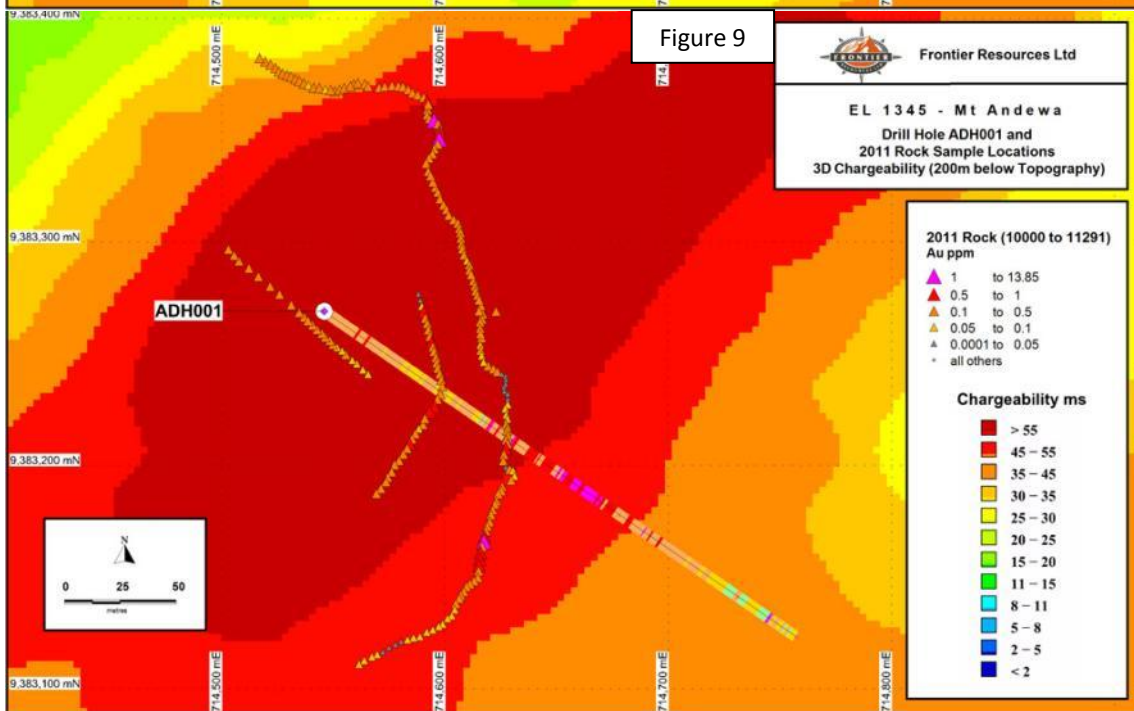 9,383,400 mN
714,500 mE
714,600 mE
Figure 9
FRONTIER
Frontier Resources Ltd
EL 1345 - Mt Andewa
Drill Hole ADH001 and
2011 Rock Sample Locations
3D Chargeability (200m below Topography)
9,383,300 mN
ADH001
2011 Rock (10000 to 11291)
Au ppm
1 to 13.85
0.5 to 1
0.1 to 0.5
0.05 to 0.1
0.0001 to 0.05
all others
Chargeability ms
> 55
45 – 55
35 – 45
30 – 35
25 – 30
20 – 25
15 – 20
11 – 15
8 – 11
5 – 8
2 – 5
< 2
9,383,200 mN
N
0 25 50
metres
9,383,100 mN
714,500 mE
714,600 mE
714,700 mE
714,800 mE